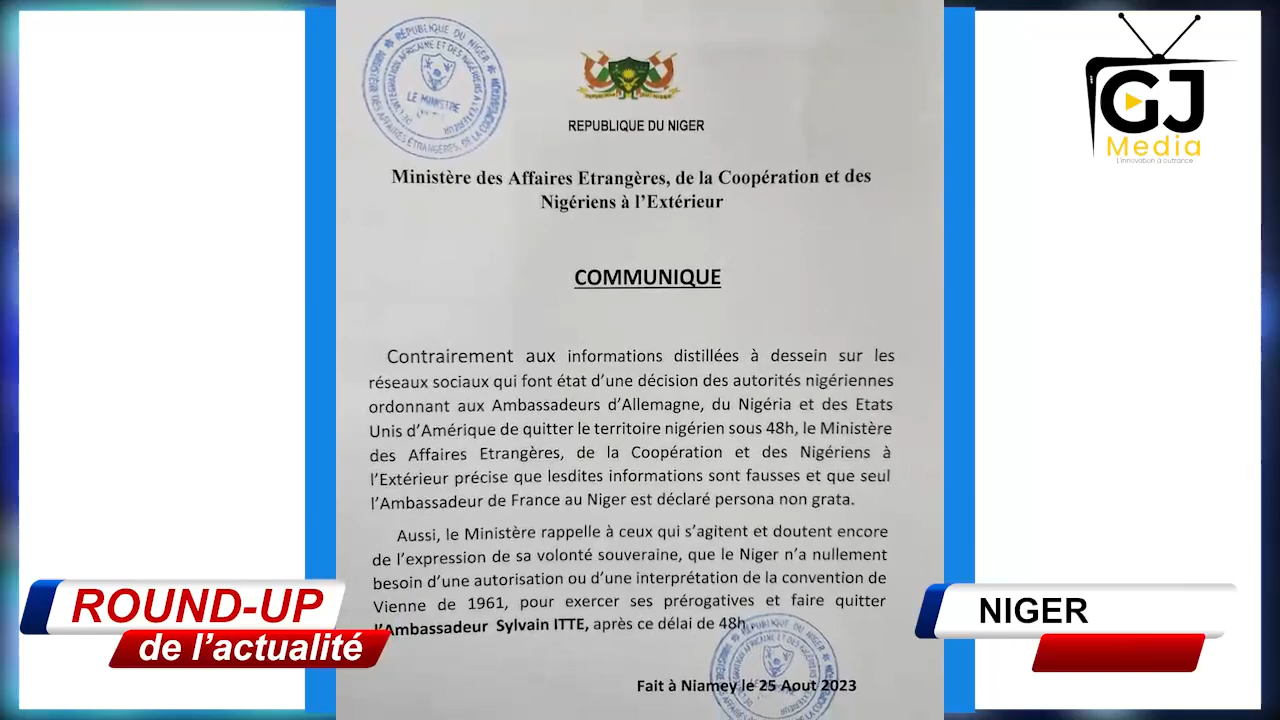 RÉPUBLIQUE DU NIGER
LE MINISTRE
REPUBLIQUE DU NIGER
Ministère des Affaires Etrangères, de la Coopération et des
Nigériens à l'Extérieur
COMMUNIQUE
Contrairement aux informations distillées à dessein sur les
réseaux sociaux qui font état d'une décision des autorités nigériennes
ordonnant aux Ambassadeurs d'Allemagne, du Nigéria et des Etats
Unis d'Amérique de quitter le territoire nigérien sous 48h, le Ministère
des Affaires Etrangères, de la Coopération et des Nigériens à
l'Extérieur précise que lesdites informations sont fausses et que seul
l'Ambassadeur de France au Niger est déclaré persona non grata.
Aussi, le Ministère rappelle à ceux qui s'agitent et doutent encore
de l'expression de sa volonté souveraine, que le Niger n'a nullement
besoin d'une autorisation ou d'une interprétation de la convention de
Vienne de 1961, pour exercer ses prérogatives et faire quitter
l'Ambassadeur Sylvain ITTE, après ce délai de 48h.
Fait à Niamey le 25 Aout 2023
GJ
Media
L'innovation à outrance
ROUND-UP
de l'actualité
NIGER